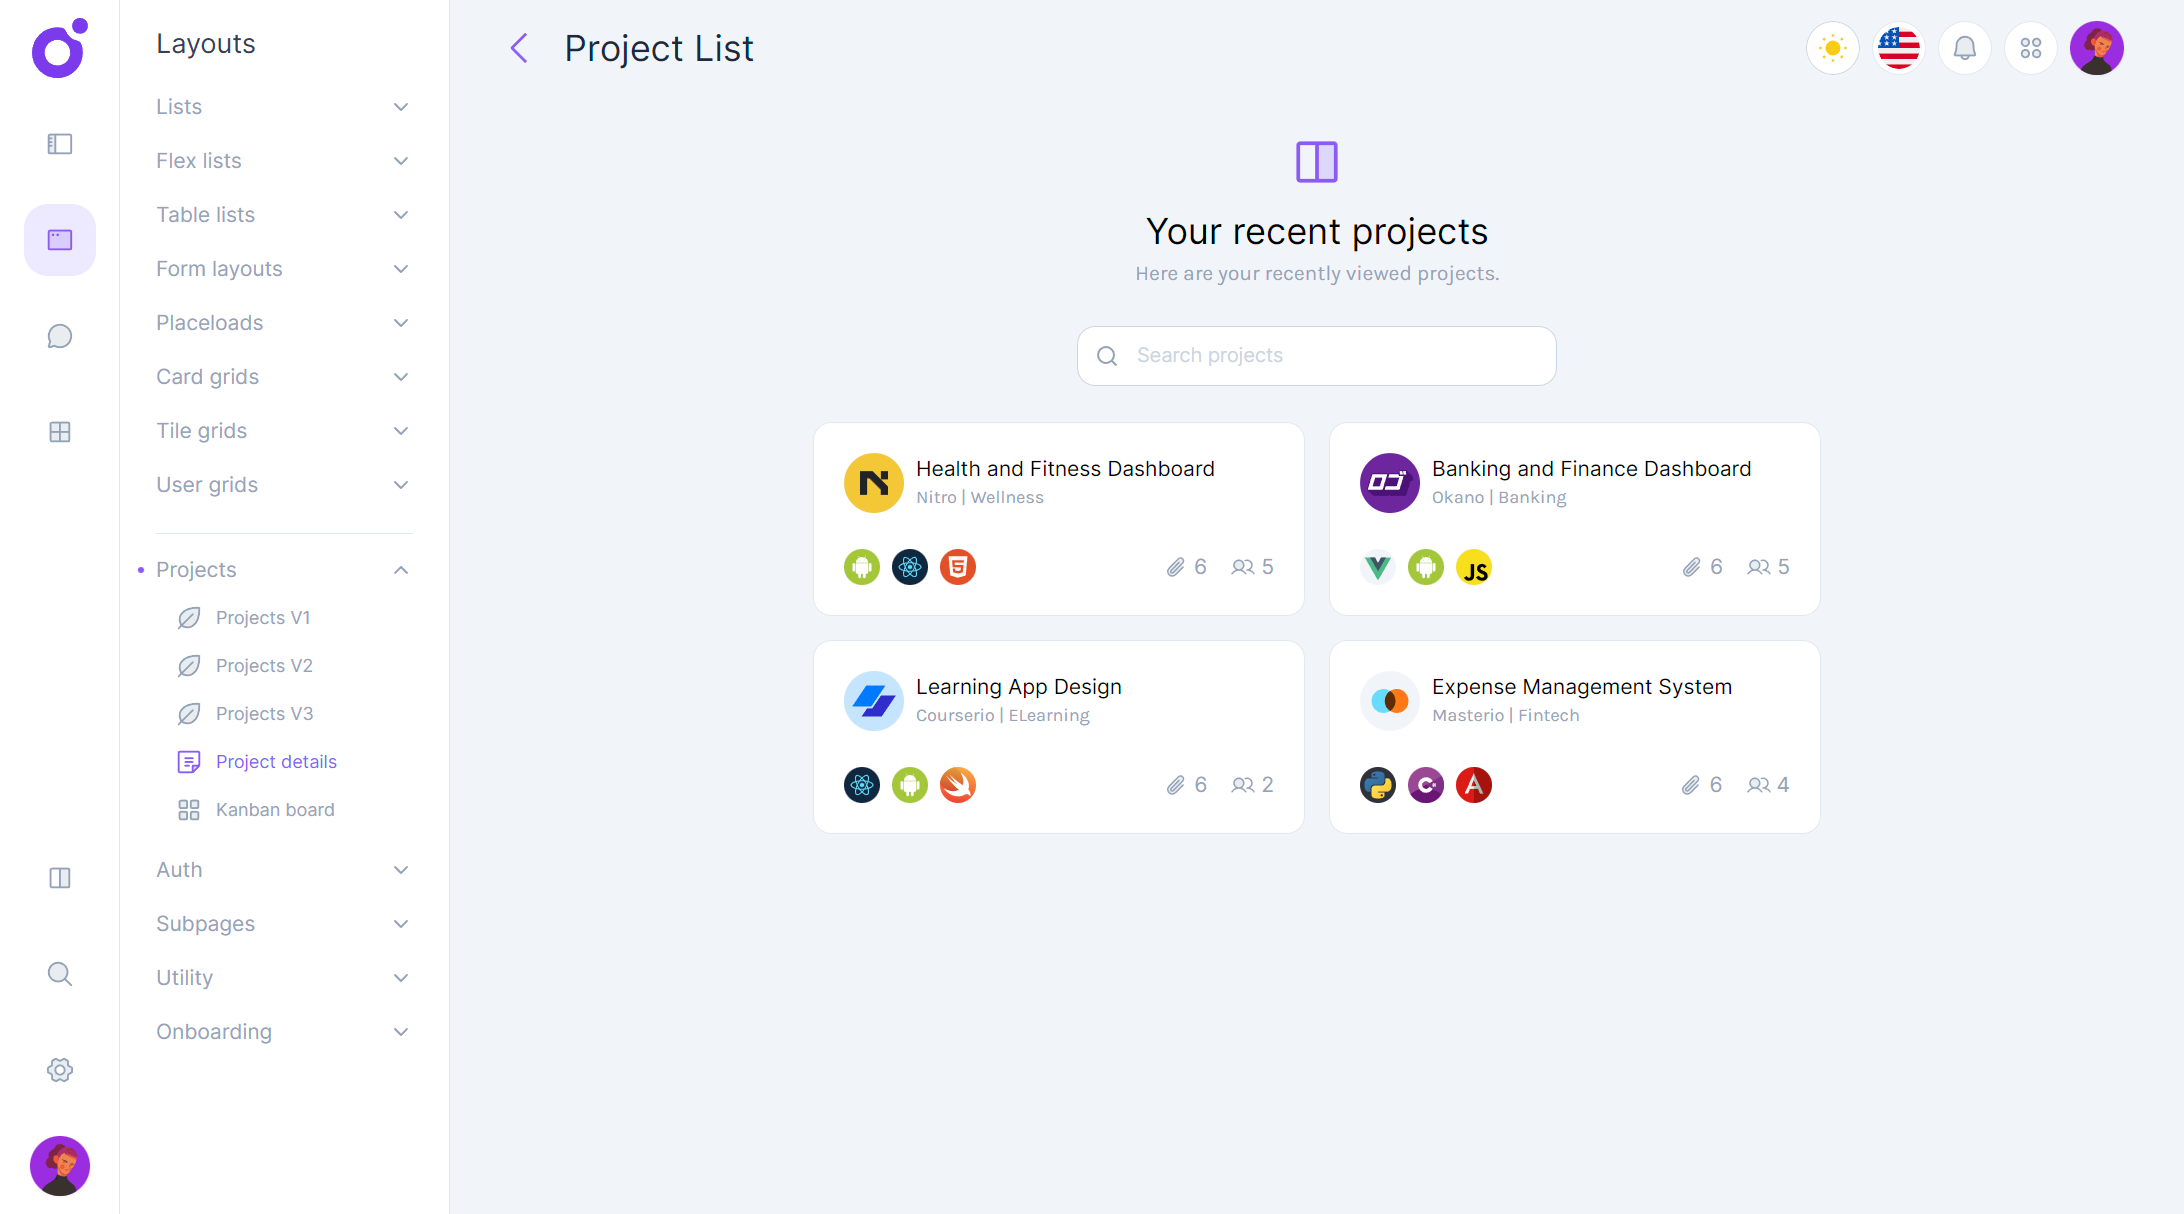 Layouts
Lists
Flex lists
Table lists
Form layouts
Placeloads
Card grids
Tile grids
User grids
Projects
Projects V1
Projects V2
Projects V3
Project details
Kanban board
Auth
Subpages
Utility
Onboarding
Project List
Your recent projects
Here are your recently viewed projects.
Search projects
Health and Fitness Dashboard
Nitro | Wellness
5
6 5
Banking and Finance Dashboard
Okano | Banking
ロゴ
JS
6 5
Learning App Design
Courserio | ELearning
6 2
Expense Management System
Masterio | Fintech
C#
A
6 4